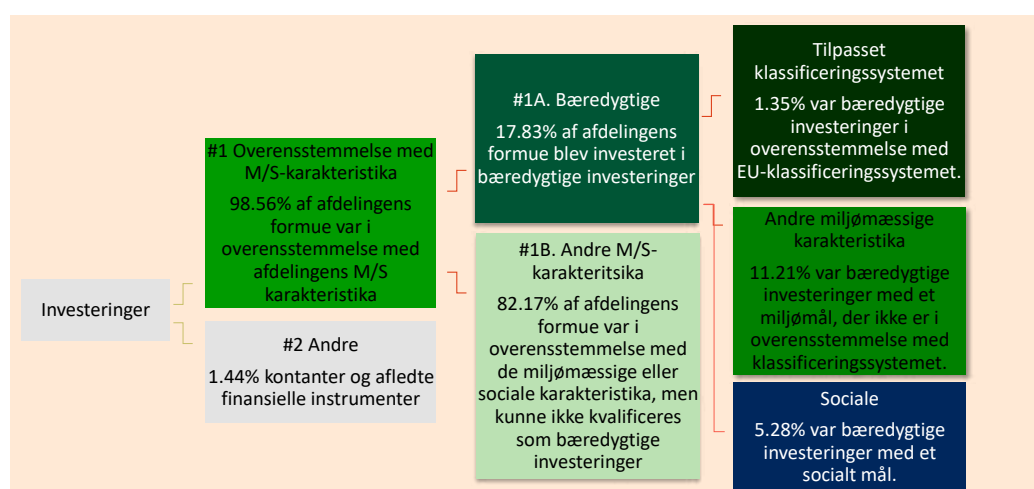 Investeringer
#1 Overensstemmelse med
M/S-karakteristika
98.56% af afdelingens
formue var i
overensstemmelse med
afdelingens M/S
karakteristika
#2 Andre
1.44% kontanter og afledte
finansielle instrumenter
#1A. Bæredygtige
17.83% af afdelingens
formue blev investeret i
bæredygtige investeringer
#1B. Andre M/S-
karakteritsika
82.17% af afdelingens
formue var i
overensstemmelse med
de miljømæssige eller
sociale karakteristika, men
kunne ikke kvalificeres
som bæredygtige
investeringer
Tilpasset
klassificeringssystemet
1.35% var bæredygtige
investeringer i
overensstemmelse med
EU-klassificeringssystemet.
Andre miljømæssige
karakteristika
11.21% var bæredygtige
investeringer med et
miljømål, der ikke er i
overensstemmelse med
klassificeringssystemet.
Sociale
5.28% var bæredygtige
investeringer med et
socialt mål.